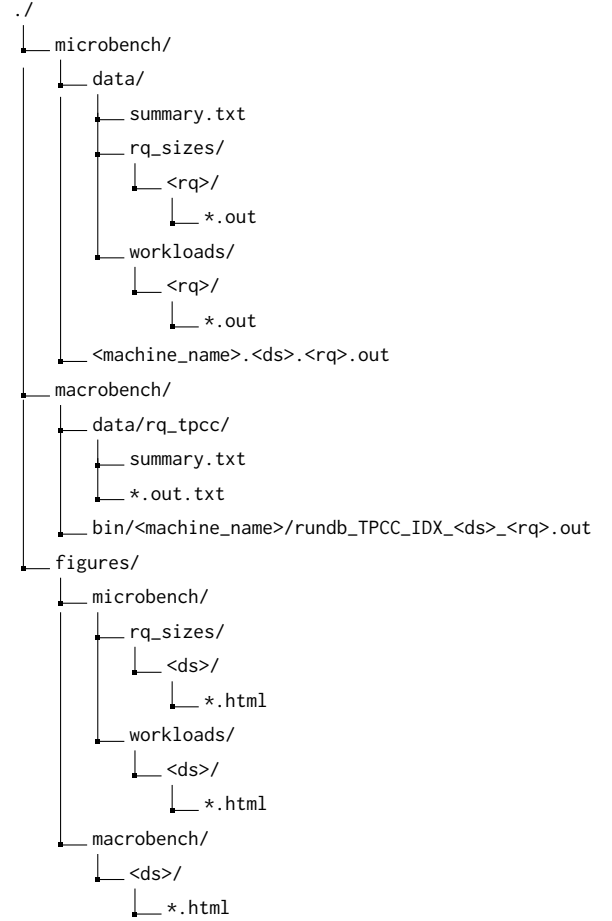 ./
microbench/
data/
summary.txt
rq_sizes/
<rq>/
*.out
workloads/
<rq>/
*.out
<machine_name>.<ds>.<rq>.out
macrobench/
data/rq_tpcc/
summary.txt
*.out.txt
bin/<machine_name>/rundb_TPCC_IDX_<ds>_<rq>.out
figures/
microbench/
rq_sizes/
<ds>/
*.html
workloads/
<ds>/
*.html
macrobench/
<ds>/
*.html